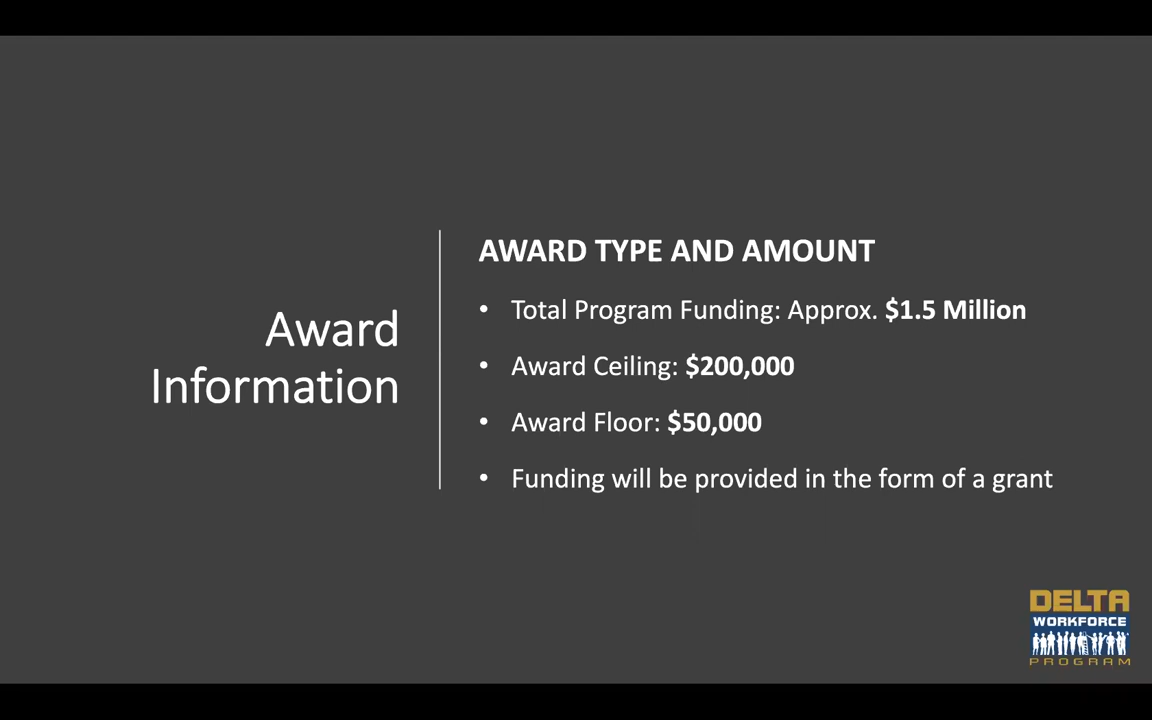 Award
Information
AWARD TYPE AND AMOUNT
• Total Program Funding: Approx. $1.5 Million
• Award Ceiling: $200,000
• Award Floor: $50,000
• Funding will be provided in the form of a grant
DELTA
WORKFORCE
PROGRAM